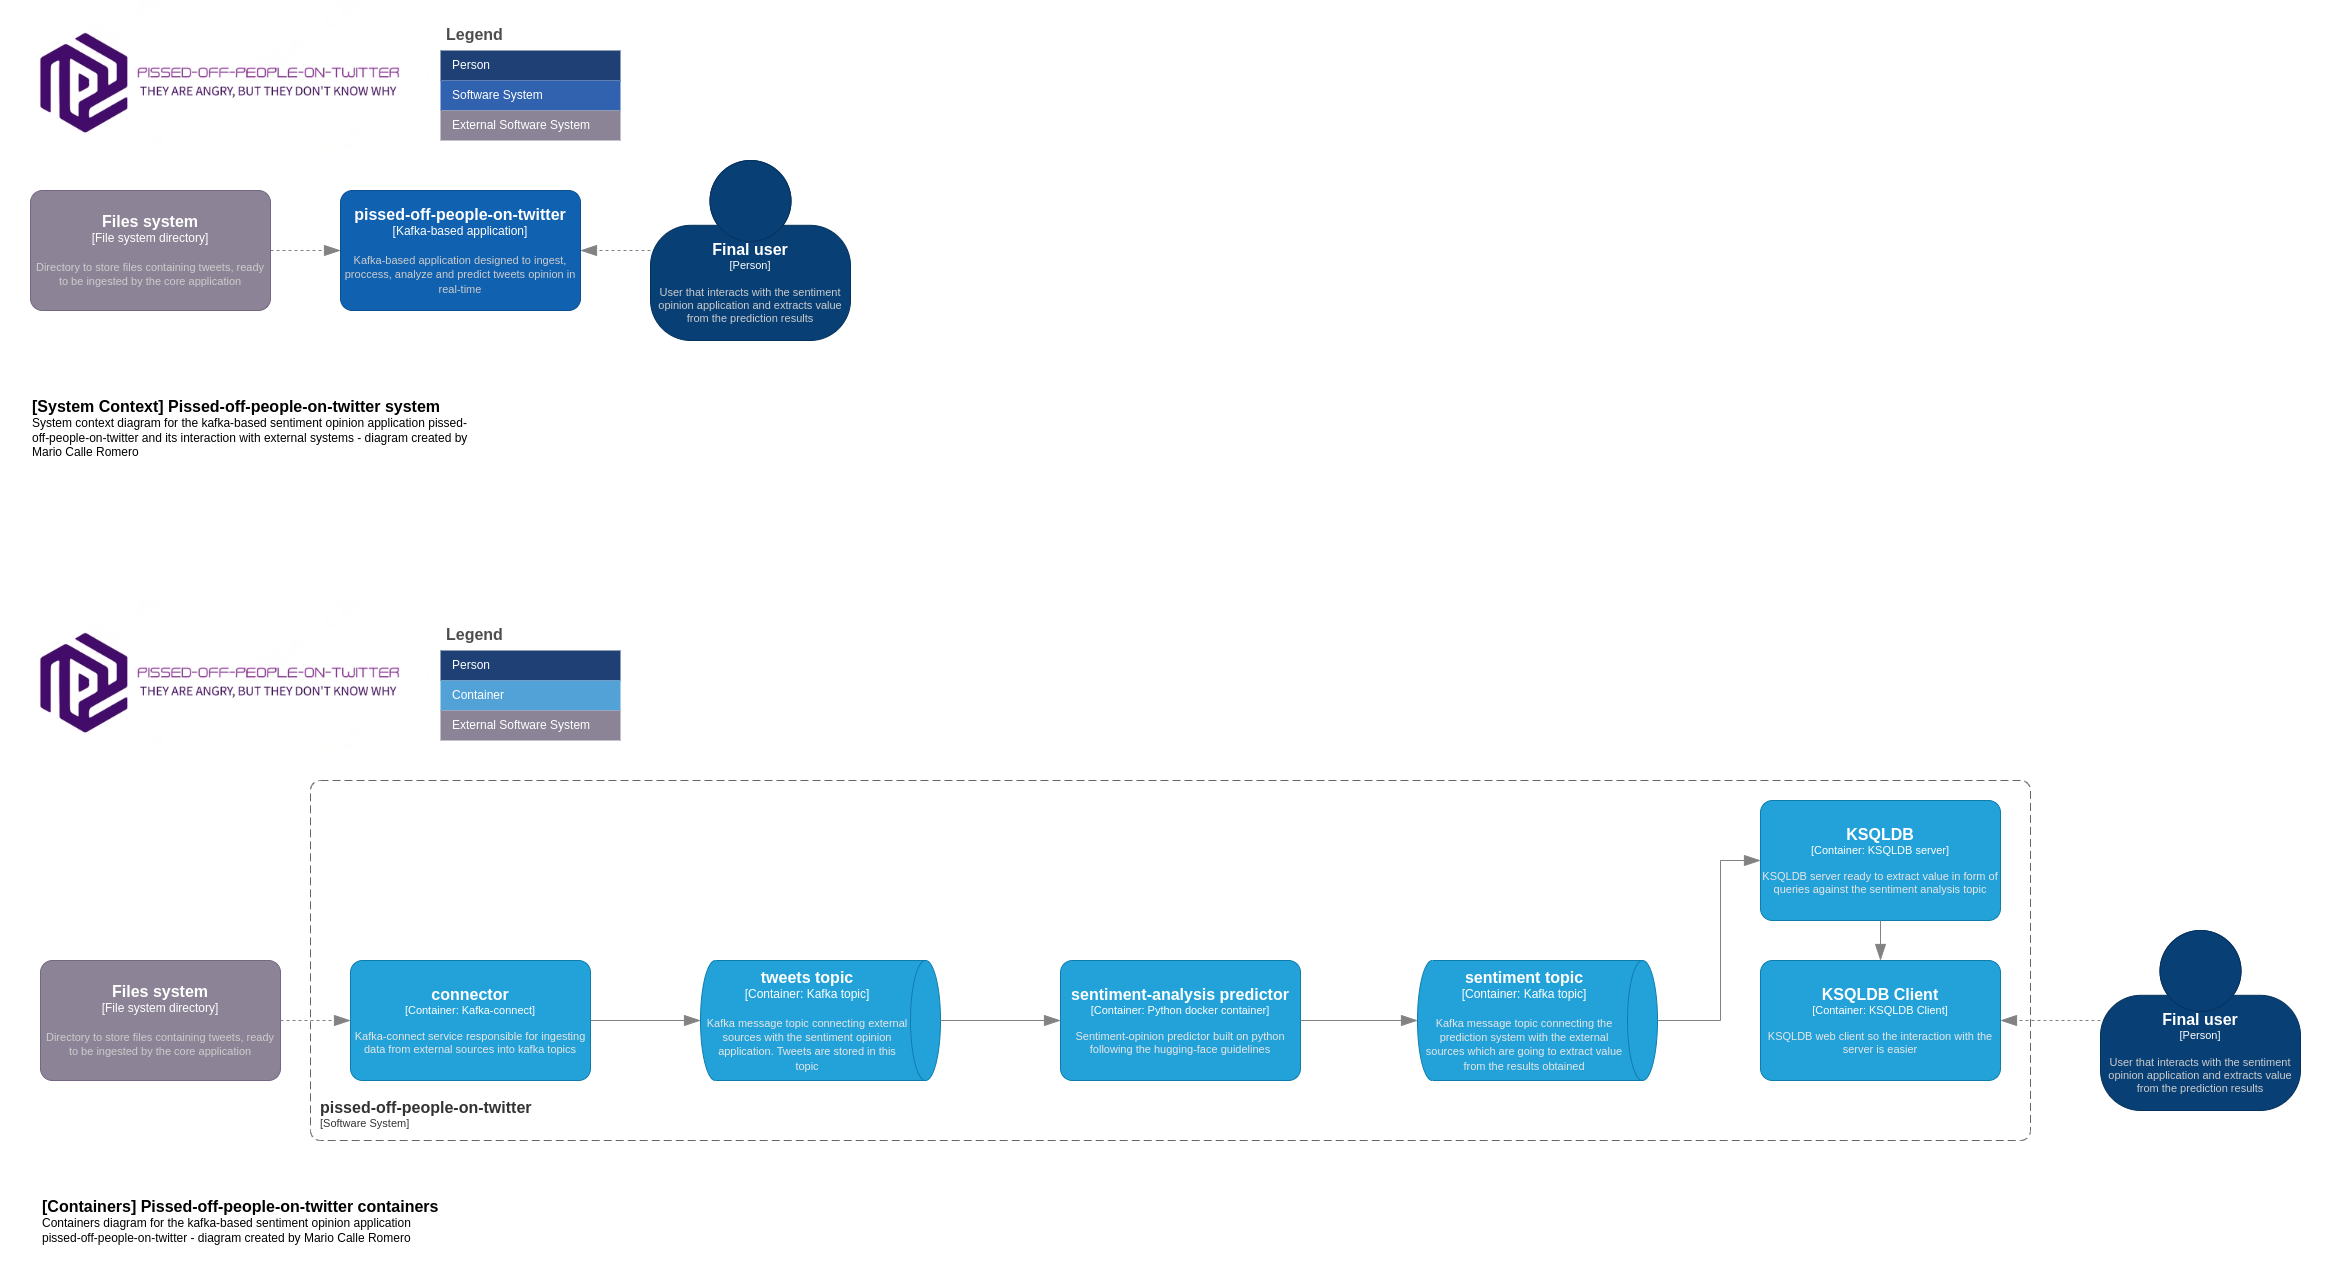 PISSED-OFF-PEOPLE-ON-TWITTER
THEY ARE ANGRY, BUT THEY DON'T KNOW WHY
Legend
Person
Software System
External Software System
Files system
[File system directory]
Directory to store files containing tweets, ready
to be ingested by the core application
pissed-off-people-on-twitter
[Kafka-based application]
Kafka-based application designed to ingest,
proccess, analyze and predict tweets opinion in
real-time
Final user
[Person]
User that interacts with the sentiment
opinion application and extracts value
from the prediction results
[System Context] Pissed-off-people-on-twitter system
System context diagram for the kafka-based sentiment opinion application pissed-
off-people-on-twitter and its interaction with external systems - diagram created by
Mario Calle Romero
PISSED-OFF-PEOPLE-ON-TWITTER
THEY ARE ANGRY, BUT THEY DON'T KNOW WHY
Legend
Person
Container
External Software System
Files system
[File system directory]
Directory to store files containing tweets, ready
to be ingested by the core application
connector
[Container: Kafka-connect]
Kafka-connect service responsible for ingesting
data from external sources into kafka topics
tweets topic
[Container: Kafka topic]
Kafka message topic connecting external
sources with the sentiment opinion
application. Tweets are stored in this
topic
sentiment-analysis predictor
[Container: Python docker container]
Sentiment-opinion predictor built on python
following the hugging-face guidelines
sentiment topic
[Container: Kafka topic]
Kafka message topic connecting the
prediction system with the external
sources which are going to extract value
from the results obtained
KSQLDB
[Container: KSQLDB server]
KSQLDB server ready to extract value in form of
queries against the sentiment analysis topic
KSQLDB Client
[Container: KSQLDB Client]
KSQLDB web client so the interaction with the
server is easier
Final user
[Person]
User that interacts with the sentiment
opinion application and extracts value
from the prediction results
pissed-off-people-on-twitter
[Software System]
[Containers] Pissed-off-people-on-twitter containers
Containers diagram for the kafka-based sentiment opinion application
pissed-off-people-on-twitter - diagram created by Mario Calle Romero